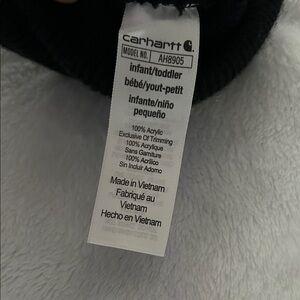 carhartt
MODEL NO. AH8905
infant/toddler
bébé/yout-petit
infante/niño
pequeño
100% Acrylic
Exclusive Of Trimming
100% Acrylique
Sans Garniture
100% Acrílico
Sin Incluir Adorno
Made in Vietnam
Fabriqué au
Vietnam
Hecho en Vietnam